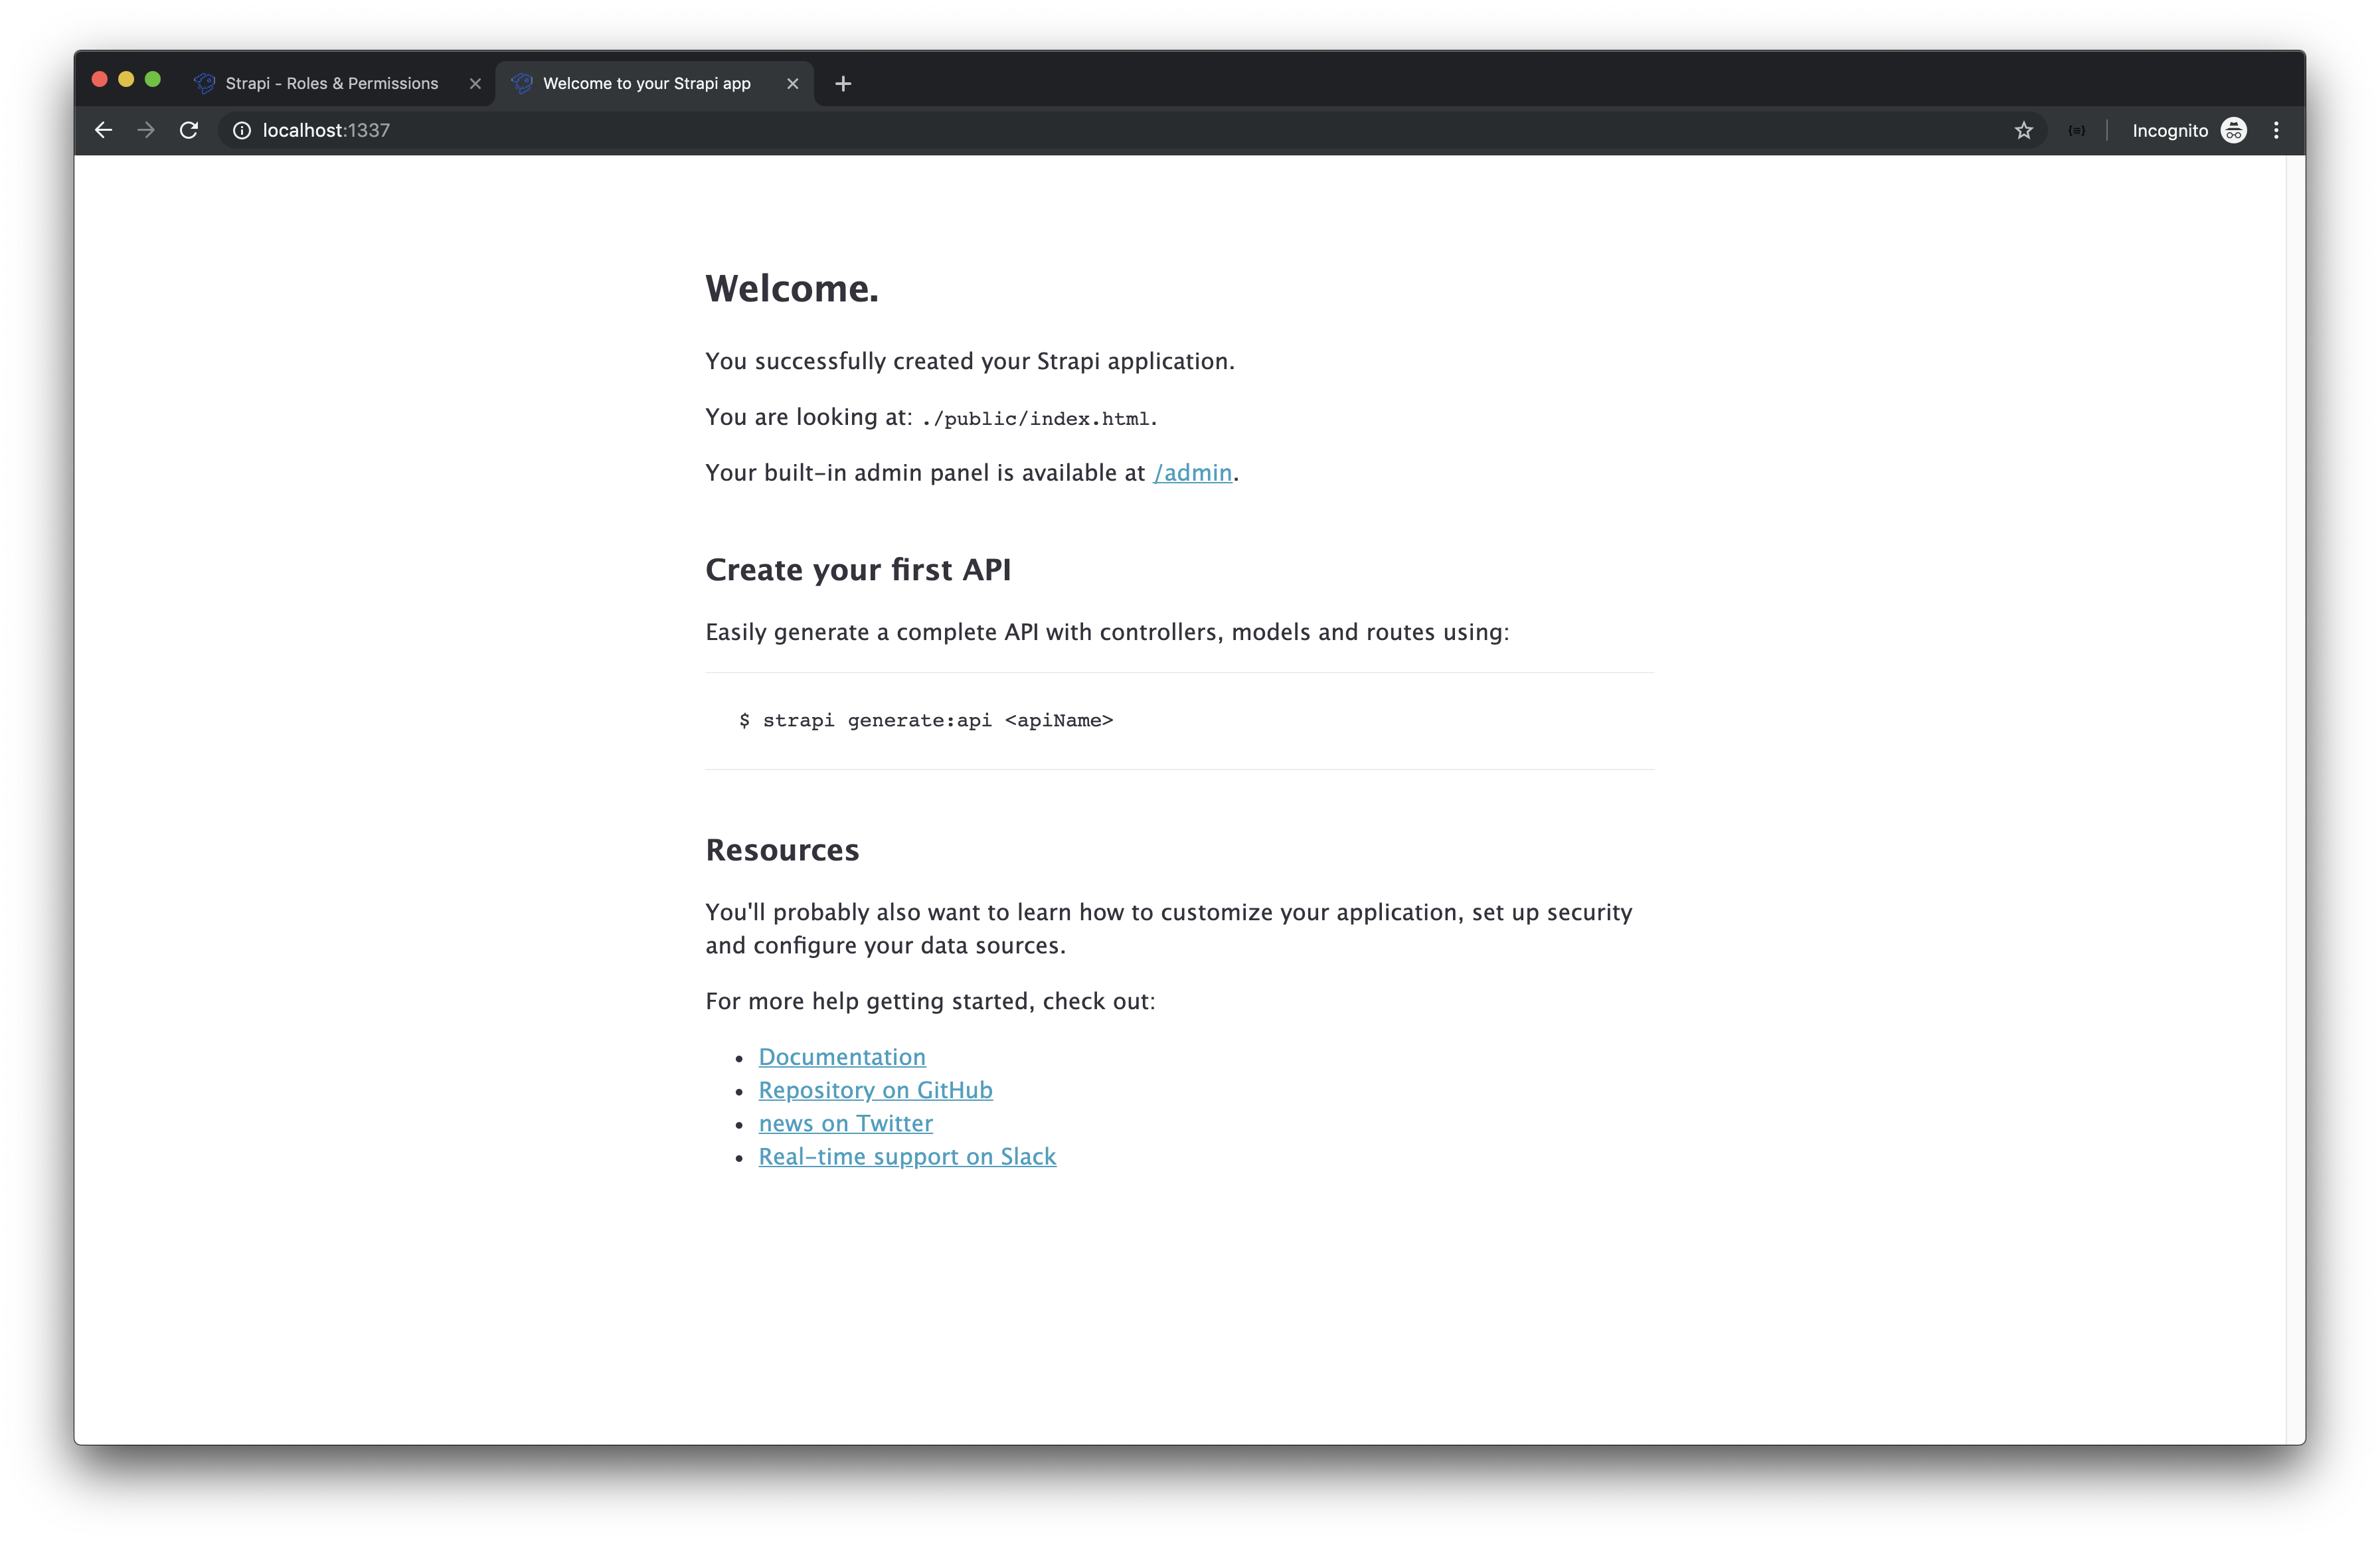 Strapi - Roles & Permissions
Welcome to your Strapi app
localhost:1337
Incognito
Welcome.
You successfully created your Strapi application.
You are looking at: ./public/index.html.
Your built-in admin panel is available at /admin.
Create your first API
Easily generate a complete API with controllers, models and routes using:
$ strapi generate:api <apiName>
Resources
You'll probably also want to learn how to customize your application, set up security
and configure your data sources.
For more help getting started, check out:
• Documentation
• Repository on GitHub
• news on Twitter
• Real-time support on Slack